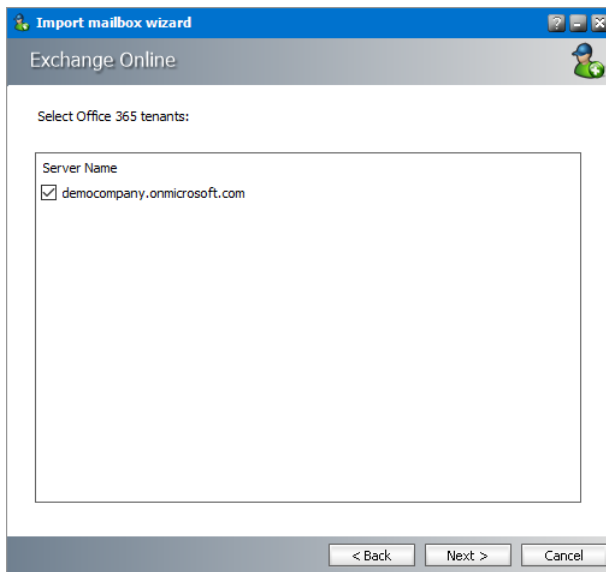 Import mailbox wizard
Exchange Online
Select Office 365 tenants:
Server Name
democompany.onmicrosoft.com
< Back Next > Cancel